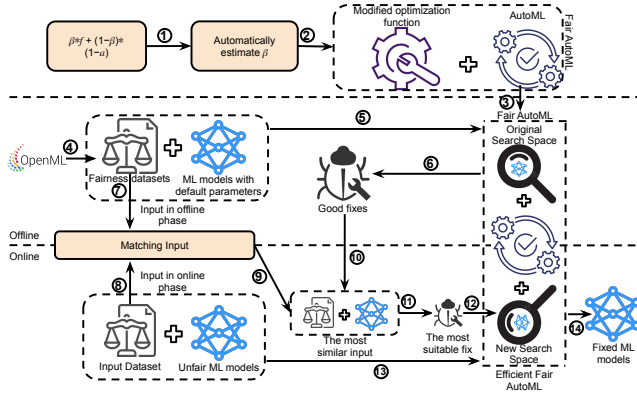 β*f + (1−β)*
(1−a)
①
Automatically
estimate β
②
Modified optimization
function
AutoML
Fair AutoML
③
Fair AutoML
Original
Search Space
④
OpenML
Fairness datasets
ML models with
default parameters
⑤
⑥
⑦
Good fixes
Input in offline
phase
Offline
Online
Matching Input
⑧
Input in online
phase
⑨
⑩
Input Dataset
Unfair ML models
The most
similar input
⑪
The most
suitable fix
⑫
⑬
New Search
Space
Efficient Fair
AutoML
⑭
Fixed ML
models